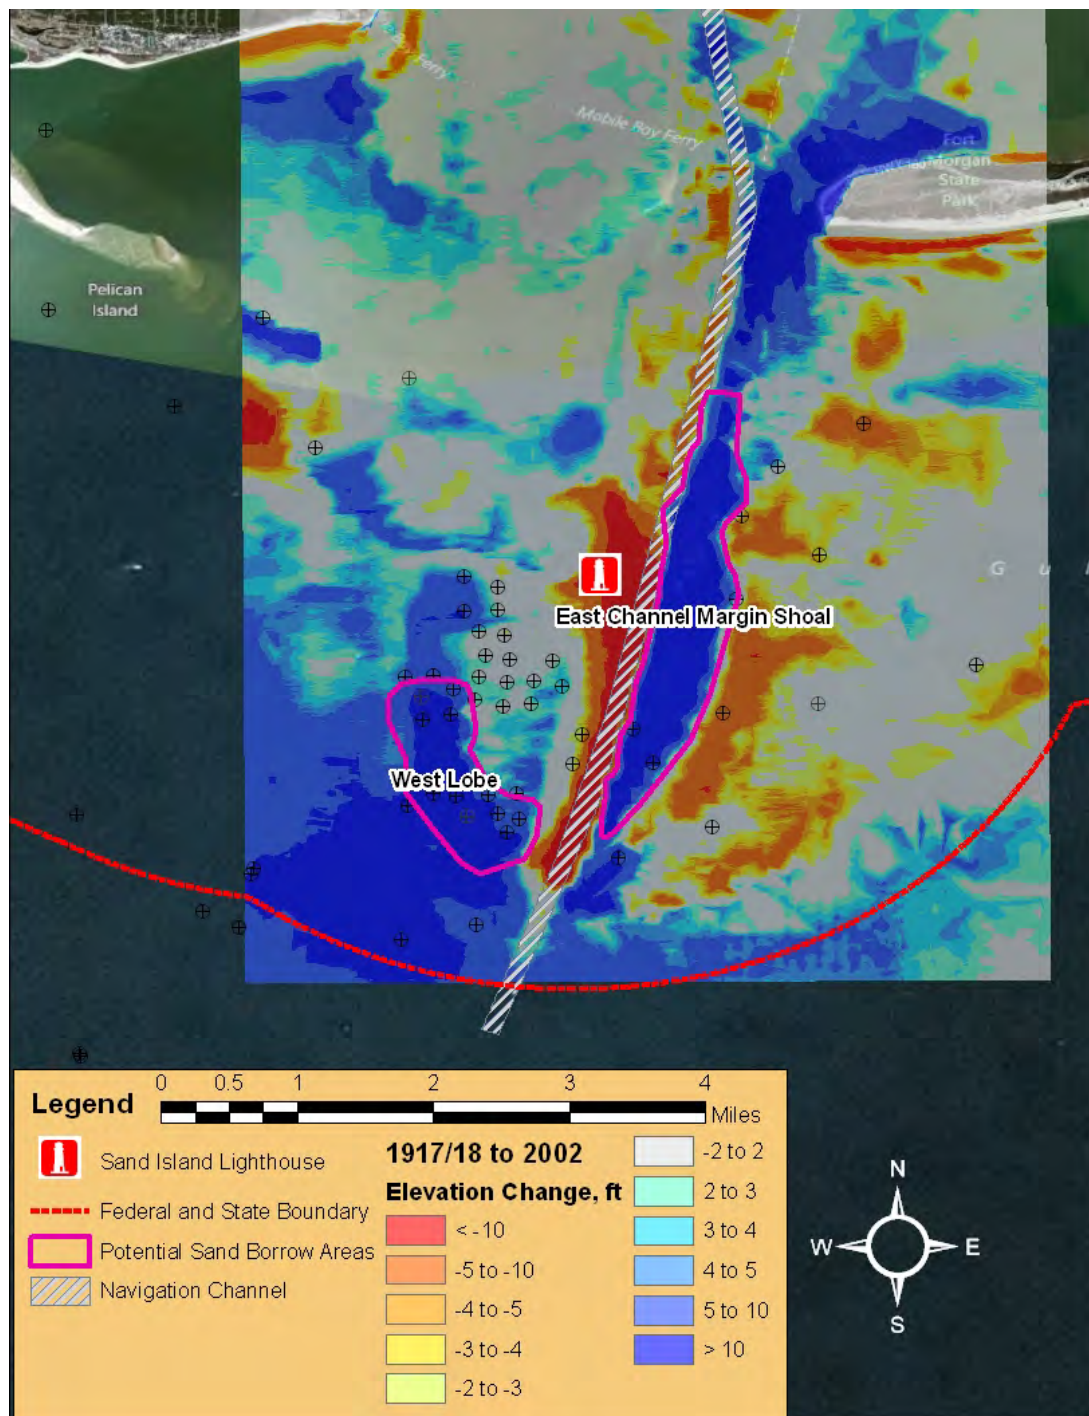 Mobile Bay Ferry
Fort
Morgan
State
Park
Pelican
Island
G u l
East Channel Margin Shoal
West Lobe
Legend
0 0.5 1 2 3 4
Miles
Sand Island Lighthouse
Federal and State Boundary
Potential Sand Borrow Areas
Navigation Channel
1917/18 to 2002
Elevation Change, ft
< -10
-5 to -10
-4 to -5
-3 to -4
-2 to -3
-2 to 2
2 to 3
3 to 4
4 to 5
5 to 10
> 10
N
W E
S